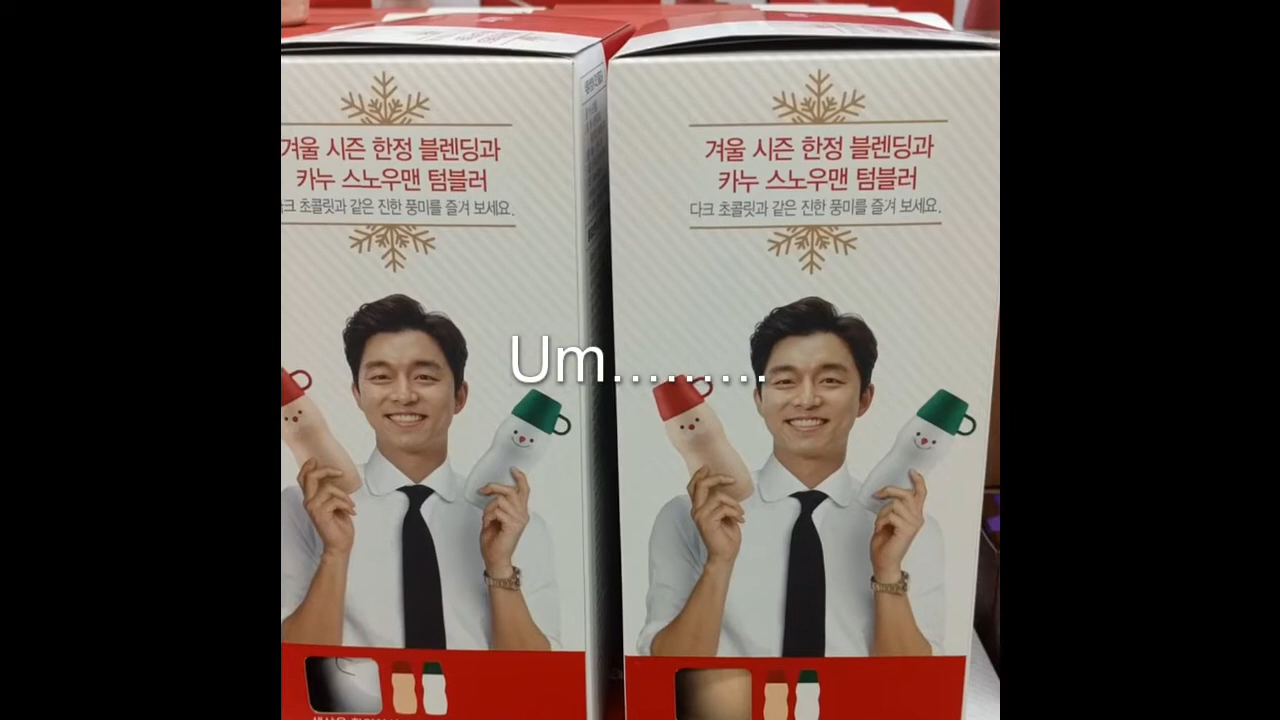 겨울 시즌 한정 블렌딩과
카누 스노우맨 텀블러
초콜릿과 같은 진한 풍미를 즐겨 보세요.
겨울 시즌 한정 블렌딩과
카누 스노우맨 텀블러
다크 초콜릿과 같은 진한 풍미를 즐겨 보세요.
Um.........